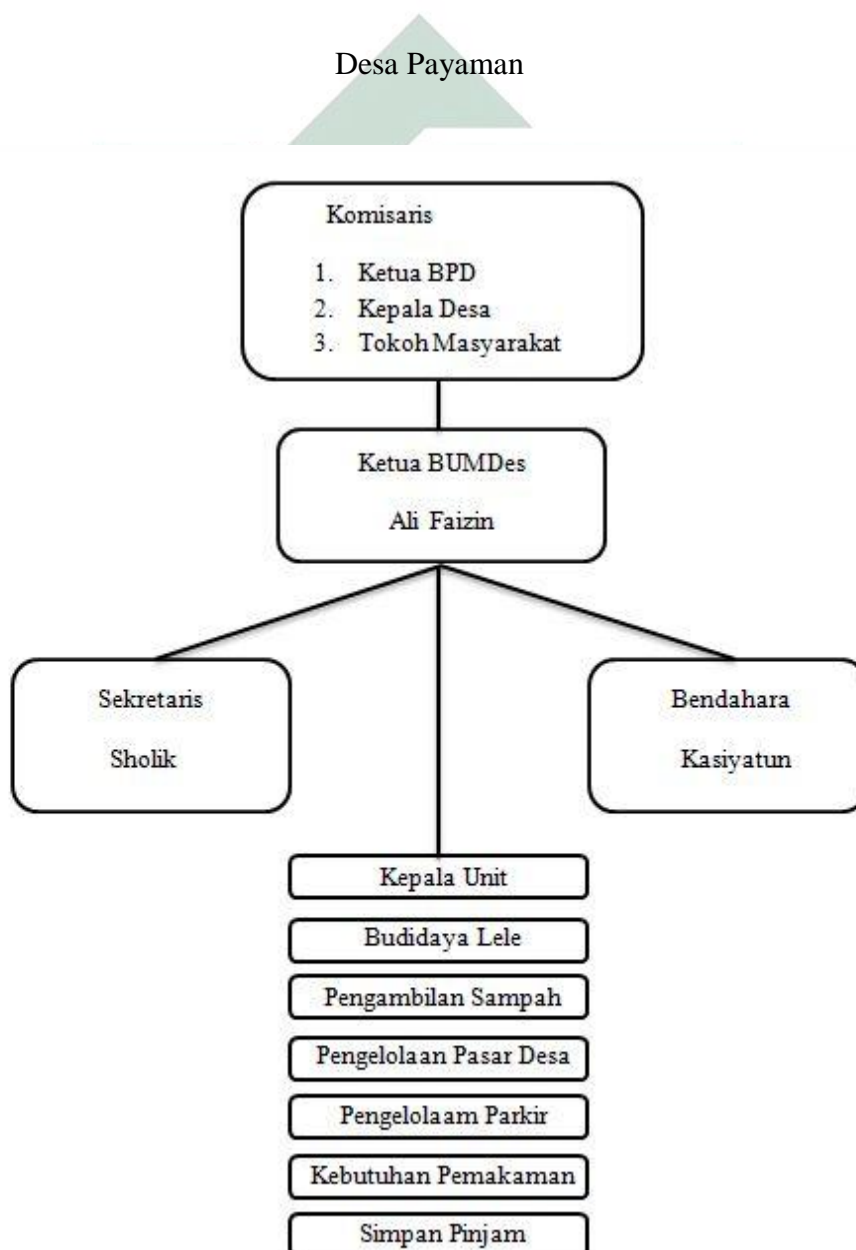 Desa Payaman
Komisaris
1. Ketua BPD
2. Kepala Desa
3. Tokoh Masyarakat
Ketua BUMDes
Ali Faizin
Sekretaris
Sholik
Bendahara
Kasiyatun
Kepala Unit
Budidaya Lele
Pengambilan Sampah
Pengelolaan Pasar Desa
Pengelolaam Parkir
Kebutuhan Pemakaman
Simpan Pinjam